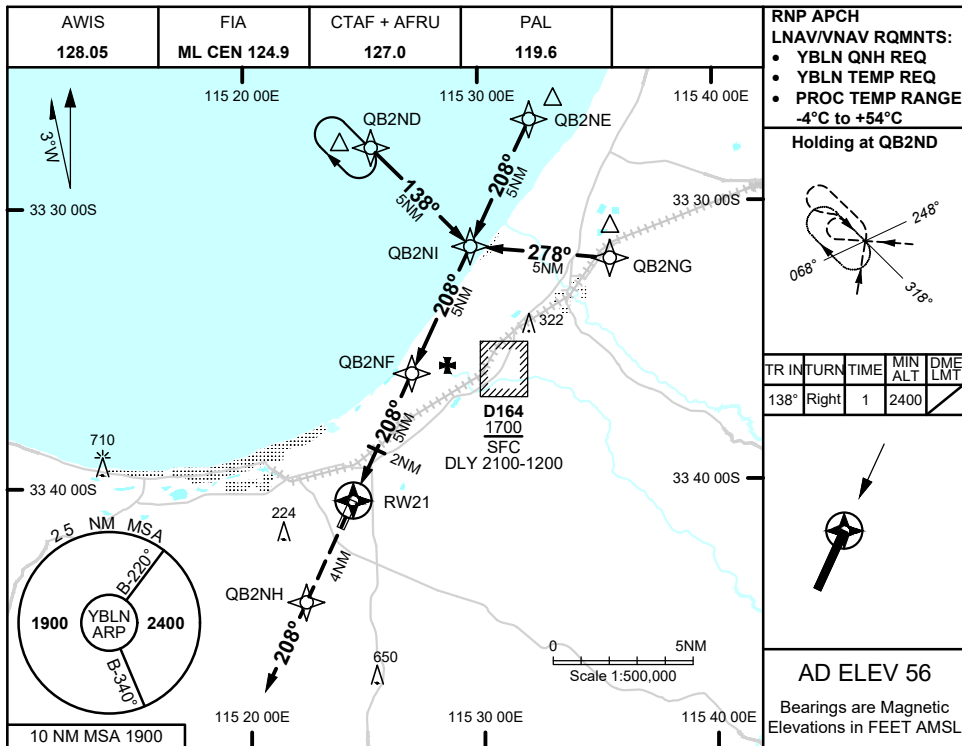 AWIS
128.05
FIA
ML CEN 124.9
CTAF + AFRU
127.0
PAL
119.6
RNP APCH
LNAV/VNAV RQMNTS:
• YBLN QNH REQ
• YBLN TEMP REQ
• PROC TEMP RANGE
-4°C to +54°C
115 20 00E
115 30 00E
115 40 00E
3°W
QB2ND
QB2NE
138°
5NM
208°
5NM
33 30 00S
33 30 00S
QB2NI
278°
5NM
QB2NG
208°
5NM
322
QB2NF
D164
1700
SFC
DLY 2100-1200
208°
5NM
2NM
710
33 40 00S
33 40 00S
RW21
224
4NM
QB2NH
208°
650
25 NM MSA
B-220°
1900
YBLN
ARP
2400
B-340°
0
5NM
Scale 1:500,000
115 20 00E
115 30 00E
115 40 00E
10 NM MSA 1900
Holding at QB2ND
248°
068°
318°
TR IN
TURN
TIME
MIN
ALT
DME
LMT
138°
Right
1
2400
AD ELEV 56
Bearings are Magnetic
Elevations in FEET AMSL